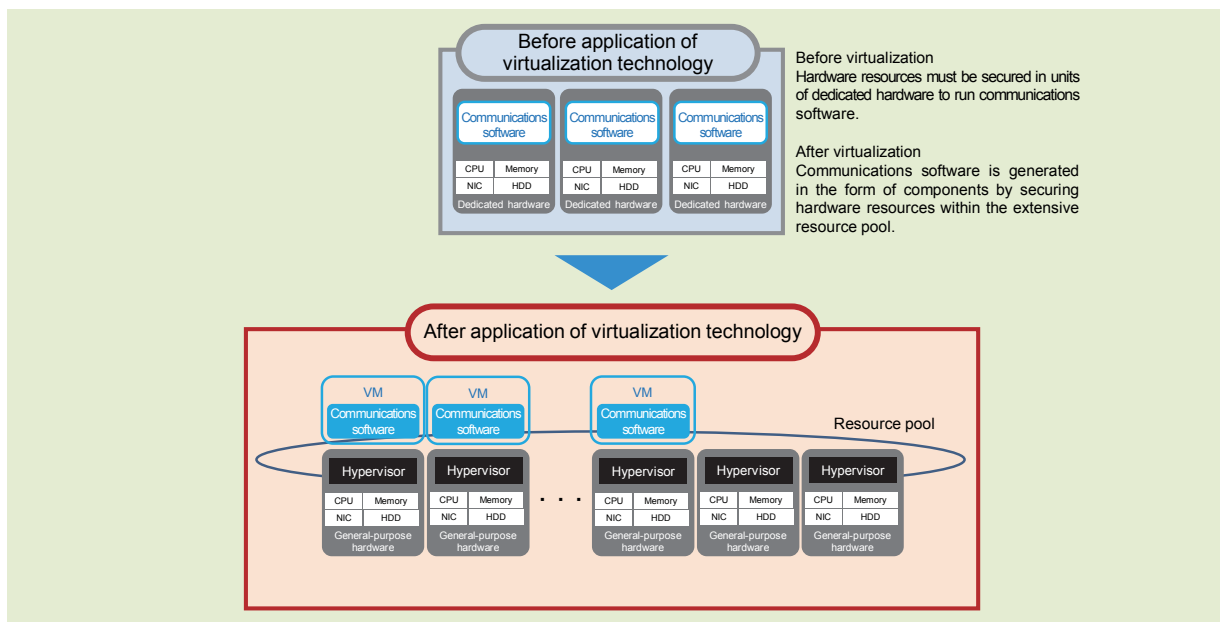 Before application of
virtualization technology
Communications
software
Communications
software
Communications
software
CPU Memory
NIC HDD
Dedicated hardware
CPU Memory
NIC HDD
Dedicated hardware
CPU Memory
NIC HDD
Dedicated hardware
Before virtualization
Hardware resources must be secured in units
of dedicated hardware to run communications
software.
After virtualization
Communications software is generated
in the form of components by securing
hardware resources within the extensive
resource pool.
After application of virtualization technology
VM
Communications
software
VM
Communications
software
VM
Communications
software
Resource pool
Hypervisor
CPU Memory
NIC HDD
General-purpose
hardware
Hypervisor
CPU Memory
NIC HDD
General-purpose
hardware
. . .
Hypervisor
CPU Memory
NIC HDD
General-purpose
hardware
Hypervisor
CPU Memory
NIC HDD
General-purpose
hardware
Hypervisor
CPU Memory
NIC HDD
General-purpose
hardware